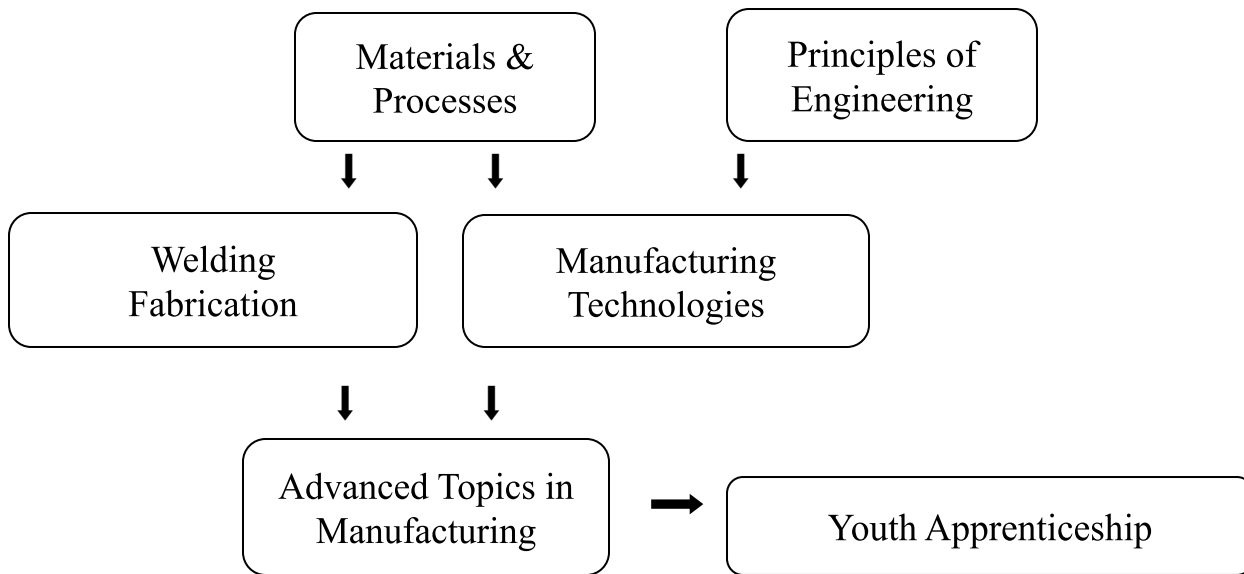 Materials &
Processes
Principles of
Engineering
Welding
Fabrication
Manufacturing
Technologies
Advanced Topics in
Manufacturing
Youth Apprenticeship